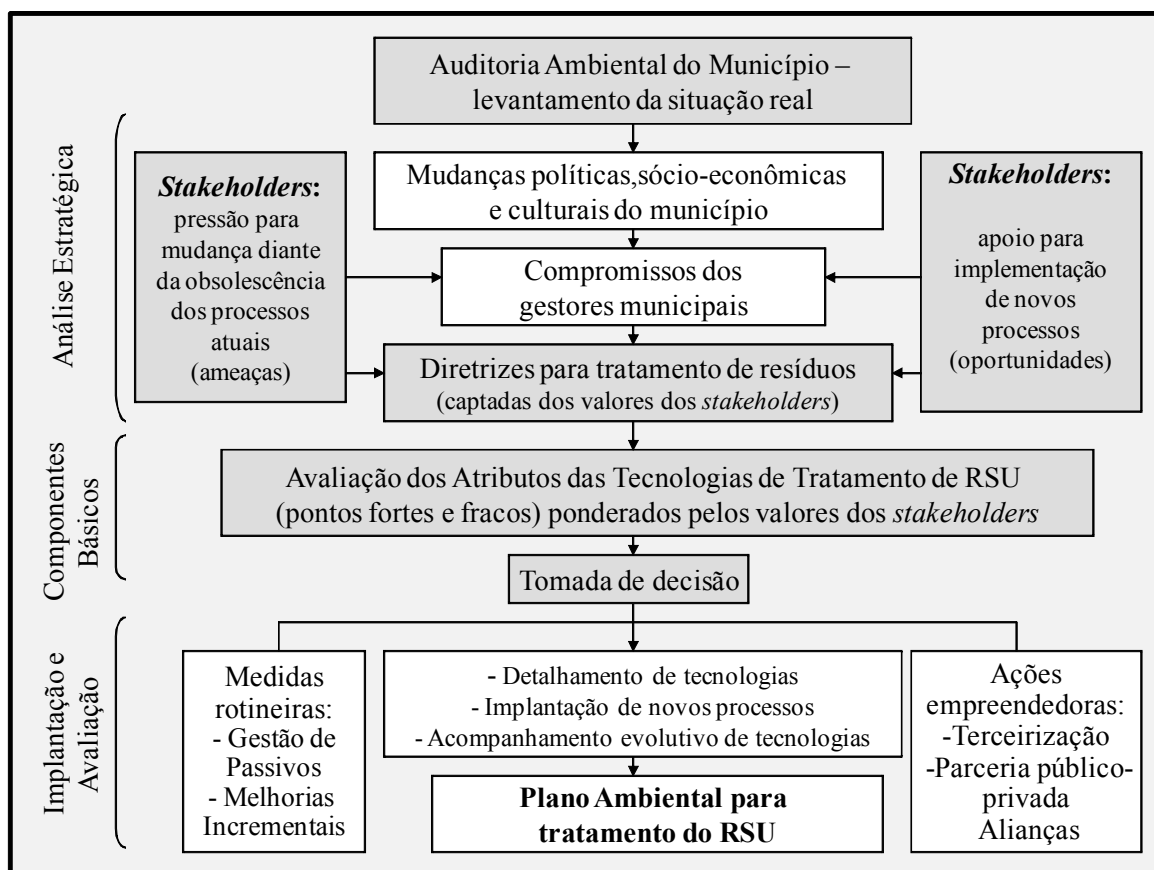 Auditoria Ambiental do Município –
levantamento da situação real
Análise Estratégica
Stakeholders:
pressão para
mudança diante
da obsolescência
dos processos
atuais
(ameaças)
Mudanças políticas,sócio-econômicas
e culturais do município
Compromissos dos
gestores municipais
Diretrizes para tratamento de resíduos
(captadas dos valores dos stakeholders)
Stakeholders:
apoio para
implementação
de novos
processos
(oportunidades)
Componentes
Básicos
Avaliação dos Atributos das Tecnologias de Tratamento de RSU
(pontos fortes e fracos) ponderados pelos valores dos stakeholders
Tomada de decisão
Implantação e
Avaliação
Medidas
rotineiras:
- Gestão de
Passivos
- Melhorias
Incrementais
- Detalhamento de tecnologias
- Implantação de novos processos
- Acompanhamento evolutivo de tecnologias
Plano Ambiental para
tratamento do RSU
Ações
empreendedoras:
-Terceirização
-Parceria público-
privada
Alianças